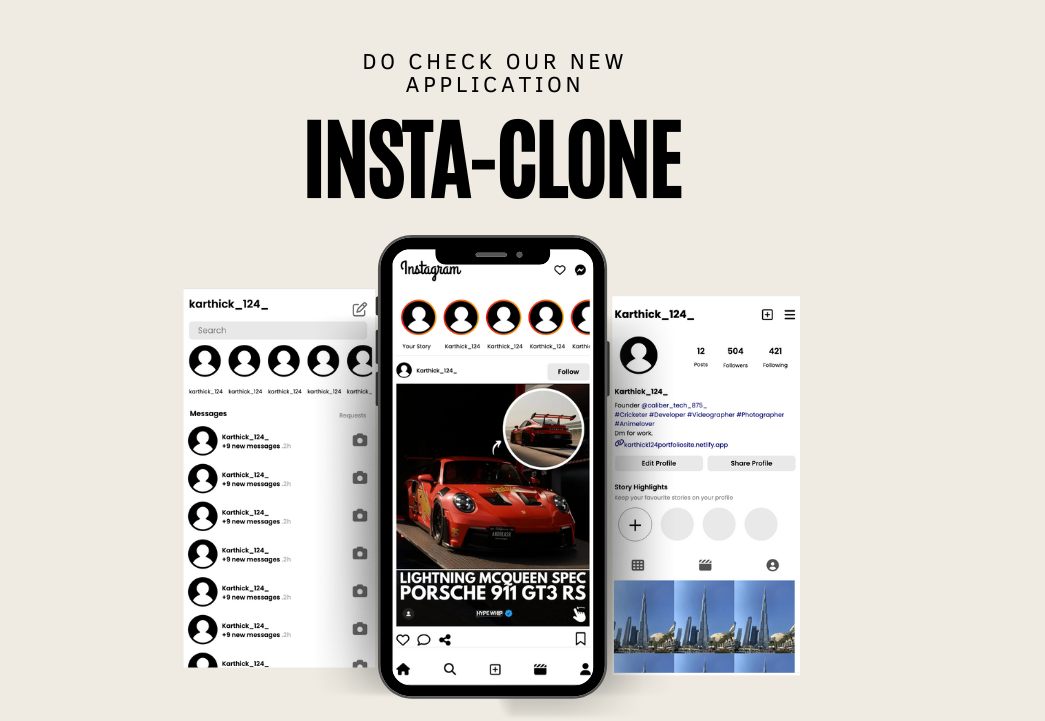 DO CHECK OUR NEW
APPLICATION
INSTA-CLONE
karthick_124_
Search
karthick_124 karthick_124 karthick_124 karthick_124 karthick_
Messages
Requests
Karthick_124_
+9 new messages .2h
Karthick_124_
+9 new messages .2h
Karthick_124_
+9 new messages .2h
Karthick_124_
+9 new messages .2h
Karthick_124_
+9 new messages .2h
Karthick_124_
+9 new messages .2h
Karthick_124_
Instagram
Your Story Karthick_124 Karthick_124 Karthick_124 Karthi
Karthick_124_
Follow
LIGHTNING MCQUEEN SPEC
PORSCHE 911 GT3 RS
HYPE WHIP
Karthick_124_
12 504 421
Posts Followers Following
Karthick_124_
Founder @caliber_tech_875_
#Cricketer #Developer #Videographer #Photographer
#Animelover
Dm for work.
karthick124portfoliosite.netlify.app
Edit Profile Share Profile
Story Highlights
Keep your favourite stories on your profile